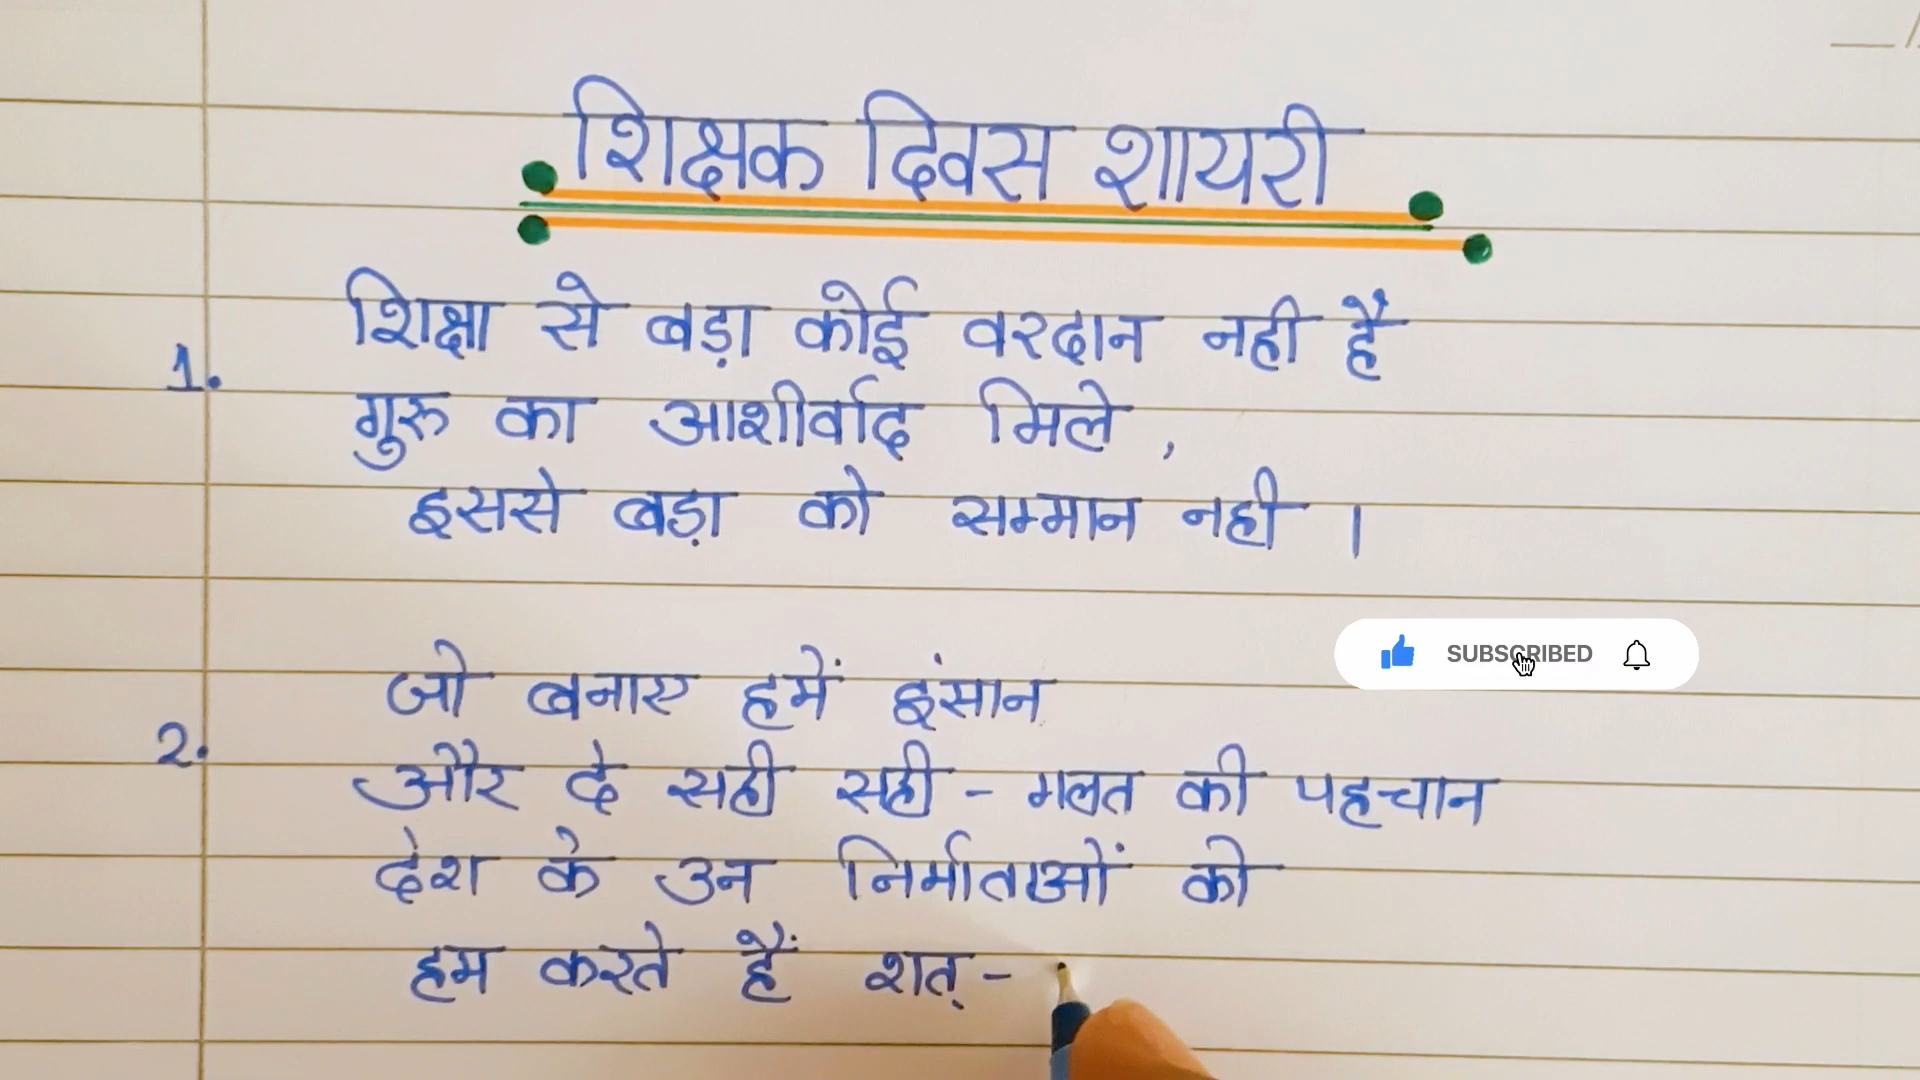 शिक्षक दिवस शायरी
1. शिक्षा से बड़ा कोई वरदान नही है
गुरु का आशीर्वाद मिले ,
इससे बड़ा को सम्मान नही ।
SUBSCRIBED
2. जो बनाए हमें इंसान
और दे सही सही - गलत की पहचान
देश के उन निर्माताओं को
हम करते हैं शत् -